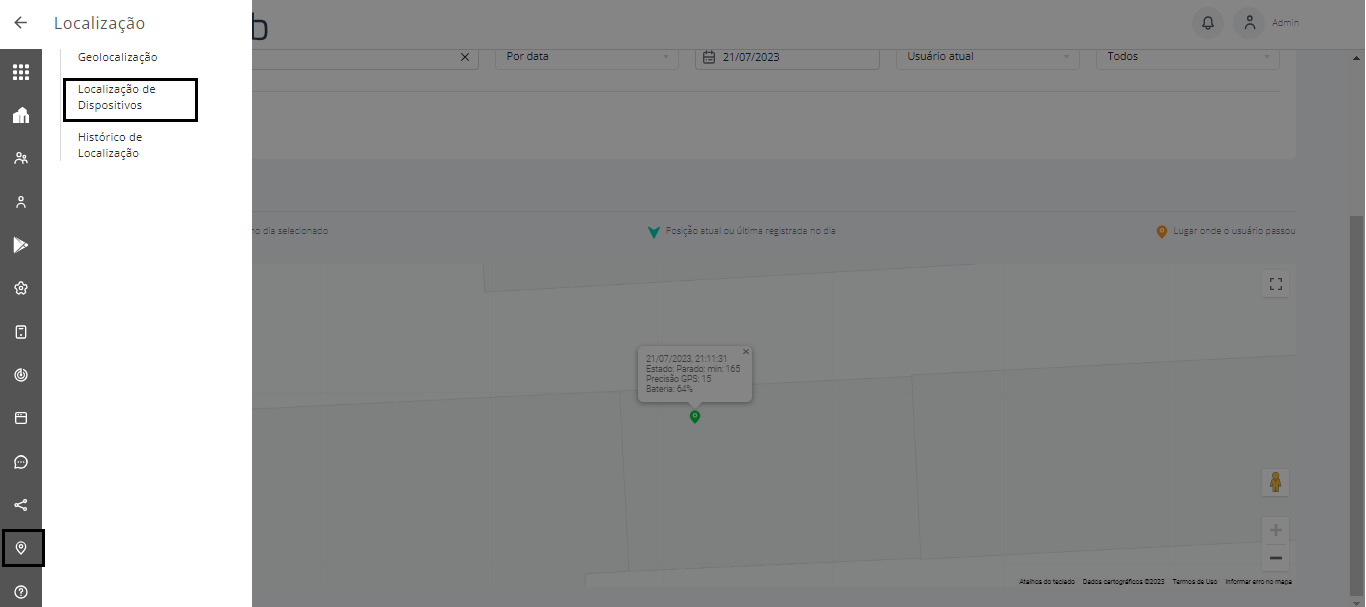 Localização
b
Admin
Geolocalização
Por data
21/07/2023
Usuário atual
Todos
Localização de
Dispositivos
Histórico de
Localização
no dia selecionado
Posição atual ou última registrada no dia
Lugar onde o usuário passou
21/07/2023, 21:11:31
Estado: Parado: min: 165
Precisão GPS: 15
Bateria: 64%
Atalhos do teclado
Dados cartográficos ©2023
Termos de Uso
Informar erro no mapa